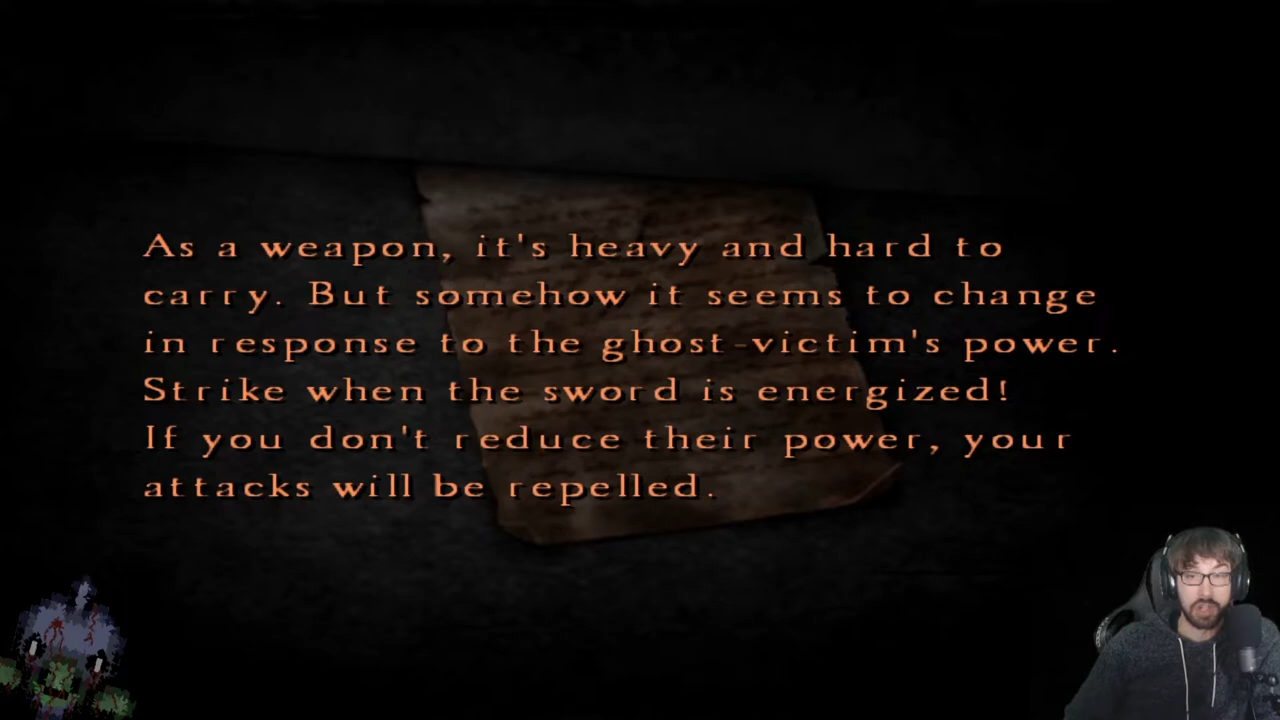 As a weapon, it's heavy and hard to
carry. But somehow it seems to change
in response to the ghost-victim's power.
Strike when the sword is energized!
If you don't reduce their power, your
attacks will be repelled.